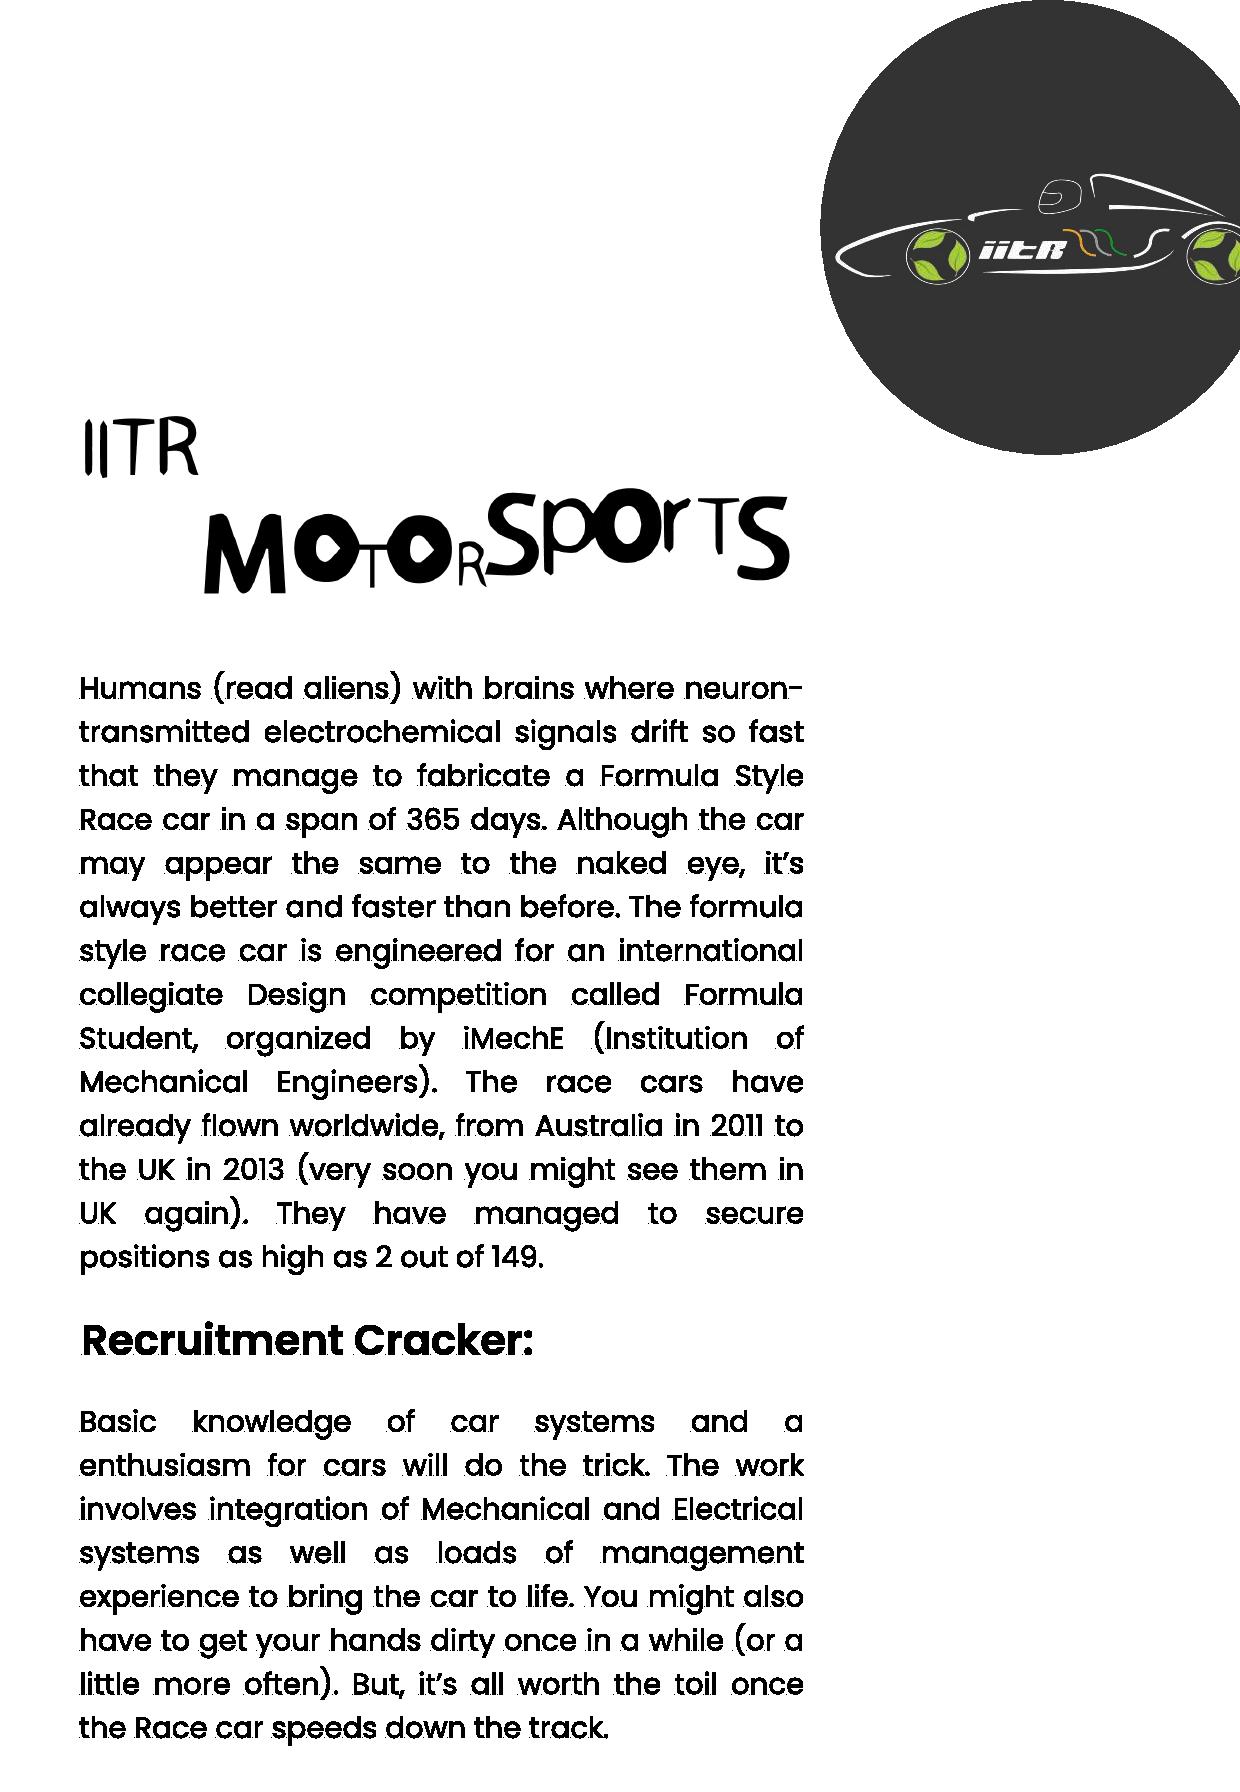 iitR
IITR
MOTORSpOrTS
Humans (read aliens) with brains where neuron-
transmitted electrochemical signals drift so fast
that they manage to fabricate a Formula Style
Race car in a span of 365 days. Although the car
may appear the same to the naked eye, it’s
always better and faster than before. The formula
style race car is engineered for an international
collegiate Design competition called Formula
Student, organized by iMechE (Institution of
Mechanical Engineers). The race cars have
already flown worldwide, from Australia in 2011 to
the UK in 2013 (very soon you might see them in
UK again). They have managed to secure
positions as high as 2 out of 149.
Recruitment Cracker:
Basic knowledge of car systems and a
enthusiasm for cars will do the trick. The work
involves integration of Mechanical and Electrical
systems as well as loads of management
experience to bring the car to life. You might also
have to get your hands dirty once in a while (or a
little more often). But, it’s all worth the toil once
the Race car speeds down the track.